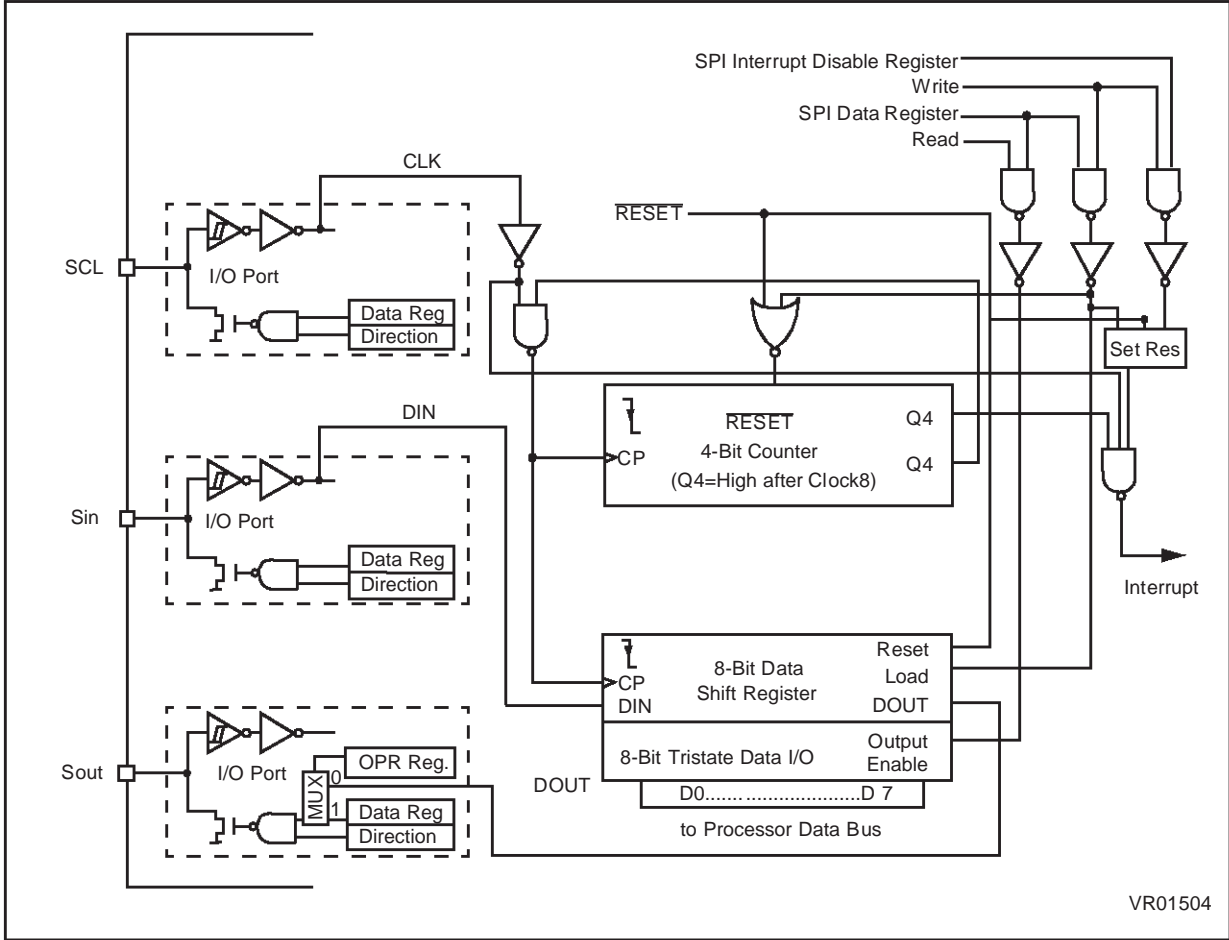 SPI Interrupt Disable Register
Write
SPI Data Register
Read
CLK
RESET
SCL
I/O Port
Data Reg
Direction
Set Res
DIN
RESET
Q4
4-Bit Counter
CP
Q4
(Q4=High after Clock8)
Sin
I/O Port
Data Reg
Direction
Interrupt
8-Bit Data
Shift Register
Reset
Load
CP
DIN
DOUT
Sout
I/O Port
OPR Reg.
MUX
0
1
Data Reg
Direction
DOUT
8-Bit Tristate Data I/O
Output
Enable
D0....... ......................D 7
to Processor Data Bus
VR01504